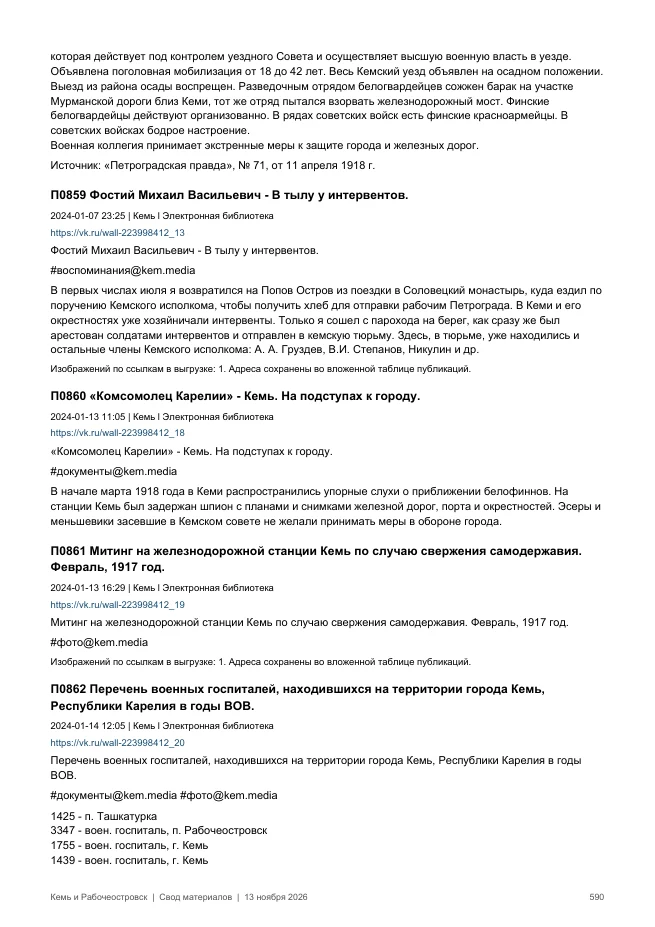 которая действует под контролем уездного Совета и осуществляет высшую военную власть в уезде.
Объявлена поголовная мобилизация от 18 до 42 лет. Весь Кемский уезд объявлен на осадном положении.
Выезд из района осады воспрещен. Разведочным отрядом белогвардейцев сожжен барак на участке
Мурманской дороги близ Кеми, тот же отряд пытался взорвать железнодорожный мост. Финские
белогвардейцы действуют организованно. В рядах советских войск есть финские красноармейцы. В
советских войсках бодрое настроение.
Военная коллегия принимает экстренные меры к защите города и железных дорог.
Источник: «Петроградская правда», № 71, от 11 апреля 1918 г.
П0859 Фостий Михаил Васильевич - В тылу у интервентов.
2024-01-07 23:25 | Кемь I Электронная библиотека
https://vk.ru/wall-223998412_13
Фостий Михаил Васильевич - В тылу у интервентов.
#воспоминания@kem.media
В первых числах июля я возвратился на Попов Остров из поездки в Соловецкий монастырь, куда ездил по
поручению Кемского исполкома, чтобы получить хлеб для отправки рабочим Петрограда. В Кеми и его
окрестностях уже хозяйничали интервенты. Только я сошел с парохода на берег, как сразу же был
арестован солдатами интервентов и отправлен в кемскую тюрьму. Здесь, в тюрьме, уже находились и
остальные члены Кемского исполкома: А. А. Груздев, В.И. Степанов, Никулин и др.
Изображений по ссылкам в выгрузке: 1. Адреса сохранены во вложенной таблице публикаций.
П0860 «Комсомолец Карелии» - Кемь. На подступах к городу.
2024-01-13 11:05 | Кемь I Электронная библиотека
https://vk.ru/wall-223998412_18
«Комсомолец Карелии» - Кемь. На подступах к городу.
#документы@kem.media
В начале марта 1918 года в Кеми распространились упорные слухи о приближении белофиннов. На
станции Кемь был задержан шпион с планами и снимками железной дорог, порта и окрестностей. Эсеры и
меньшевики засевшие в Кемском совете не желали принимать меры в обороне города.
П0861 Митинг на железнодорожной станции Кемь по случаю свержения самодержавия.
Февраль, 1917 год.
2024-01-13 16:29 | Кемь I Электронная библиотека
https://vk.ru/wall-223998412_19
Митинг на железнодорожной станции Кемь по случаю свержения самодержавия. Февраль, 1917 год.
#фото@kem.media
Изображений по ссылкам в выгрузке: 1. Адреса сохранены во вложенной таблице публикаций.
П0862 Перечень военных госпиталей, находившихся на территории города Кемь,
Республики Карелия в годы ВОВ.
2024-01-14 12:05 | Кемь I Электронная библиотека
https://vk.ru/wall-223998412_20
Перечень военных госпиталей, находившихся на территории города Кемь, Республики Карелия в годы
ВОВ.
#документы@kem.media #фото@kem.media
1425 - п. Ташкатурка
3347 - воен. госпиталь, п. Рабочеостровск
1755 - воен. госпиталь, г. Кемь
1439 - воен. госпиталь, г. Кемь
Кемь и Рабочеостровск | Свод материалов | 13 ноября 2026
590